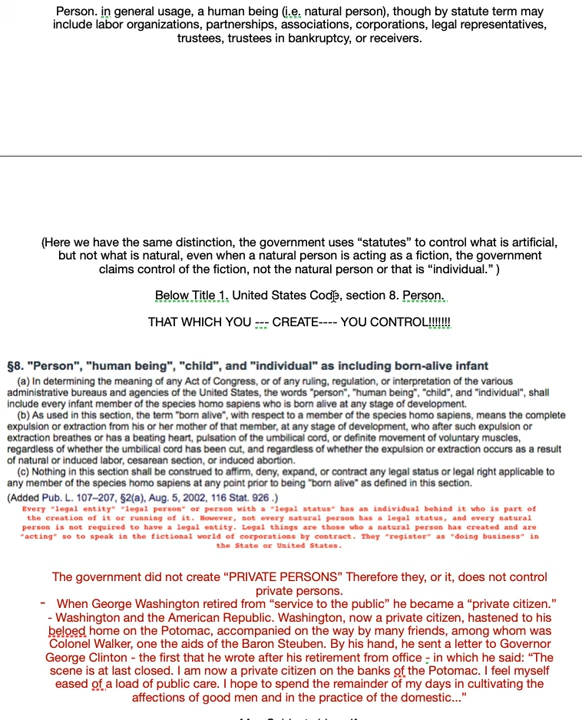 Person. in general usage, a human being (i.e. natural person), though by statute term may
include labor organizations, partnerships, associations, corporations, legal representatives,
trustees, trustees in bankruptcy, or receivers.
(Here we have the same distinction, the government uses “statutes” to control what is artificial,
but not what is natural, even when a natural person is acting as a fiction, the government
claims control of the fiction, not the natural person or that is “individual.” )
Below Title 1. United States Code, section 8. Person.
THAT WHICH YOU --- CREATE---- YOU CONTROL!!!!!!!
§8. "Person", "human being", "child", and "individual" as including born-alive infant
(a) In determining the meaning of any Act of Congress, or of any ruling, regulation, or interpretation of the various
administrative bureaus and agencies of the United States, the words "person", "human being", "child", and "individual", shall
include every infant member of the species homo sapiens who is born alive at any stage of development.
(b) As used in this section, the term "born alive", with respect to a member of the species homo sapiens, means the complete
expulsion or extraction from his or her mother of that member, at any stage of development, who after such expulsion or
extraction breathes or has a beating heart, pulsation of the umbilical cord, or definite movement of voluntary muscles,
regardless of whether the umbilical cord has been cut, and regardless of whether the expulsion or extraction occurs as a result
of natural or induced labor, cesarean section, or induced abortion.
(c) Nothing in this section shall be construed to affirm, deny, expand, or contract any legal status or legal right applicable to
any member of the species homo sapiens at any point prior to being "born alive" as defined in this section.
(Added Pub. L. 107–207, §2(a), Aug. 5, 2002, 116 Stat. 926 .)
Every "legal entity" "legal person" or person with a "legal status" has an individual behind it who is part of
the creation of it or running of it. However, not every natural person has a legal status, and every natural
person is not required to have a legal entity. Legal things are those who a natural person has created and are
"acting" so to speak in the fictional world of corporations by contract. They "register" as "doing business" in
the State or United States.
The government did not create “PRIVATE PERSONS” Therefore they, or it, does not control
private persons.
- When George Washington retired from “service to the public” he became a “private citizen.”
- Washington and the American Republic. Washington, now a private citizen, hastened to his
beloed home on the Potomac, accompanied on the way by many friends, among whom was
Colonel Walker, one the aids of the Baron Steuben. By his hand, he sent a letter to Governor
George Clinton - the first that he wrote after his retirement from office - in which he said: “The
scene is at last closed. I am now a private citizen on the banks of the Potomac. I feel myself
eased of a load of public care. I hope to spend the remainder of my days in cultivating the
affections of good men and in the practice of the domestic...”